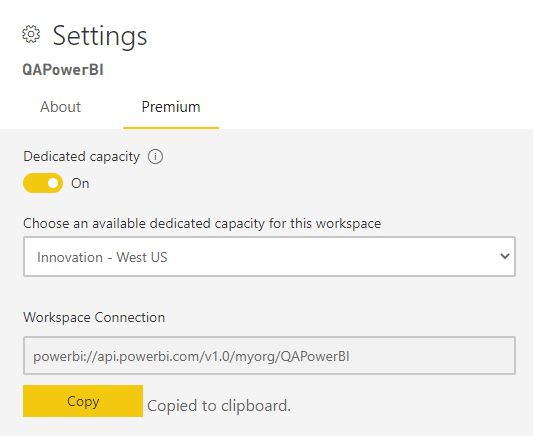 Settings
QAPowerBI
About Premium
Dedicated capacity
On
Choose an available dedicated capacity for this workspace
Innovation - West US
Workspace Connection
powerbi://api.powerbi.com/v1.0/myorg/QAPowerBI
Copy Copied to clipboard.